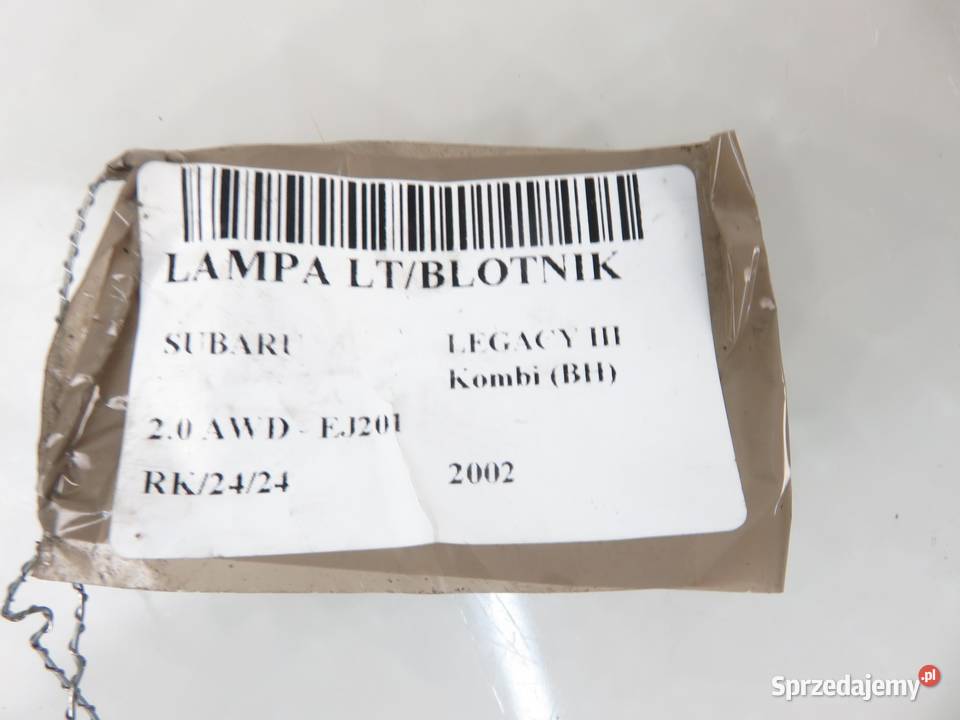 LAMPA LT/BLOTNIK
SUBARU LEGACY III
Kombi (BH)
2.0 AWD - EJ201
RK/24/24 2002
Sprzedajemy.pl